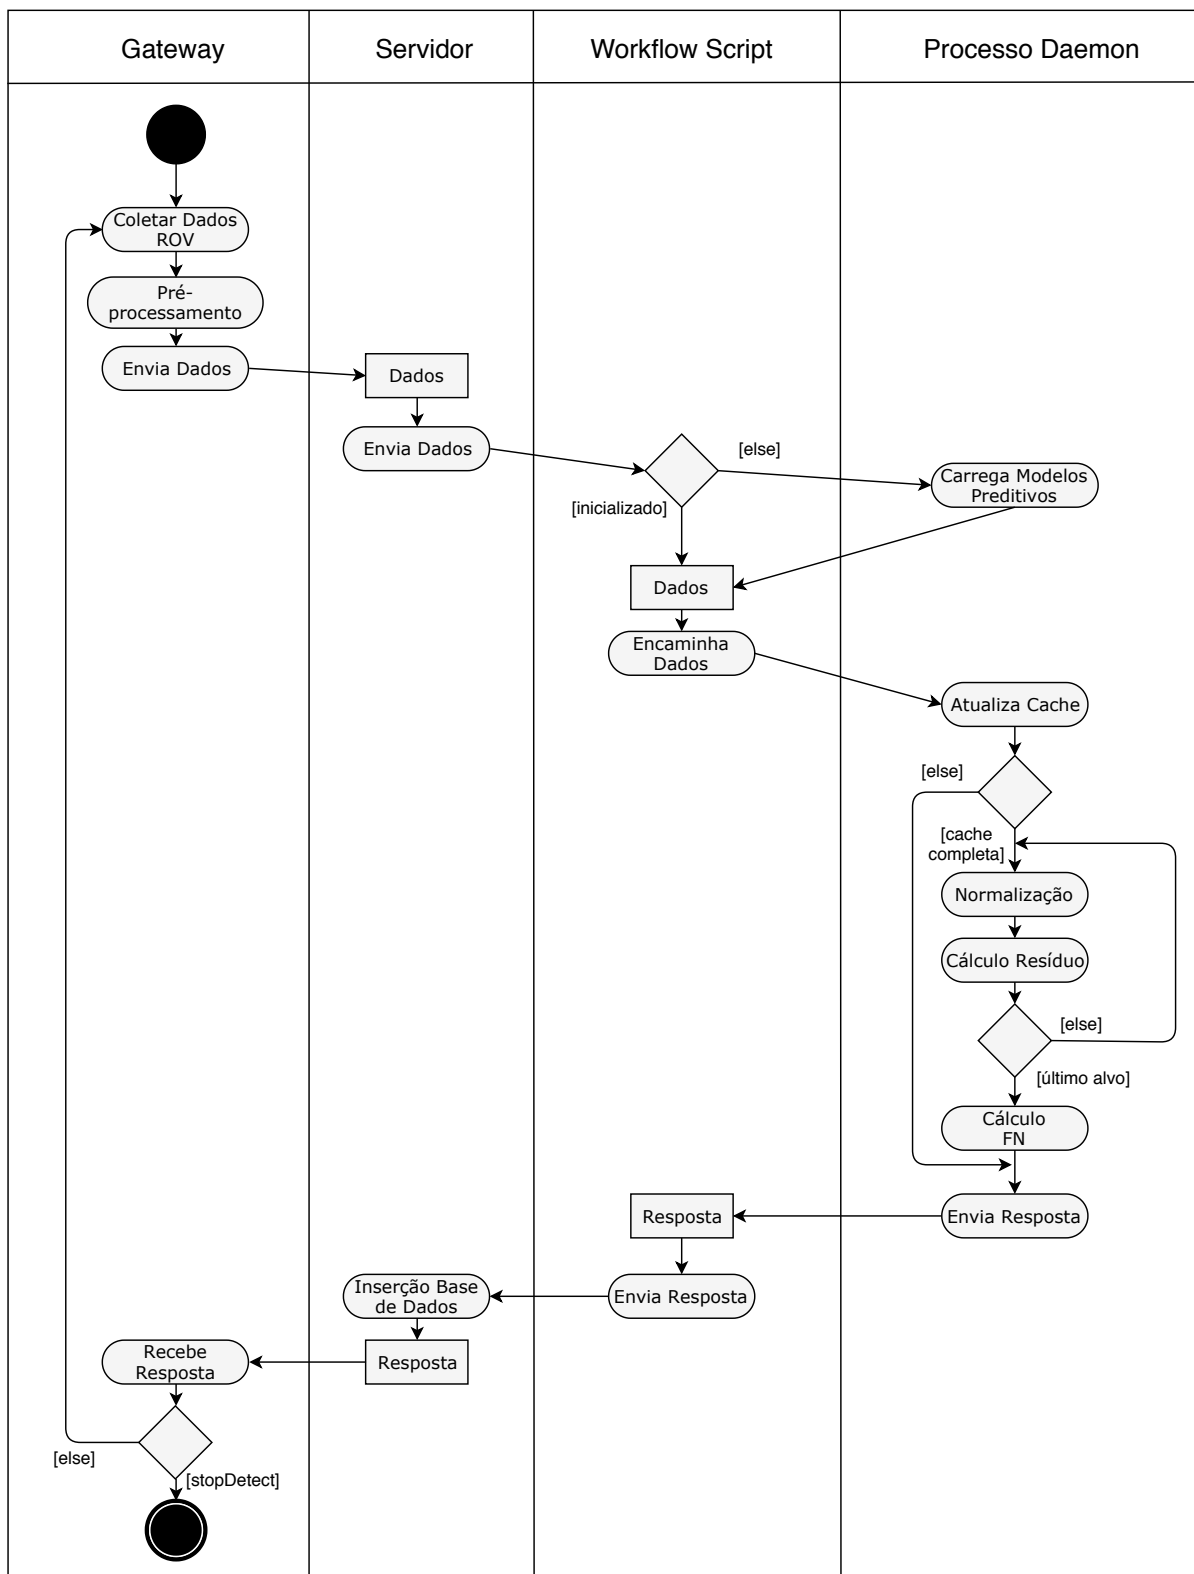 Gateway
Servidor
Workflow Script
Processo Daemon
Coletar Dados
ROV
Pré-
processamento
Envia Dados
Dados
Envia Dados
[else]
[inicializado]
Carrega Modelos
Preditivos
Dados
Encaminha
Dados
Atualiza Cache
[else]
[cache
completa]
Normalização
Cálculo Resíduo
[else]
[último alvo]
Cálculo
FN
Envia Resposta
Resposta
Envia Resposta
Inserção Base
de Dados
Resposta
Recebe
Resposta
[else]
[stopDetect]